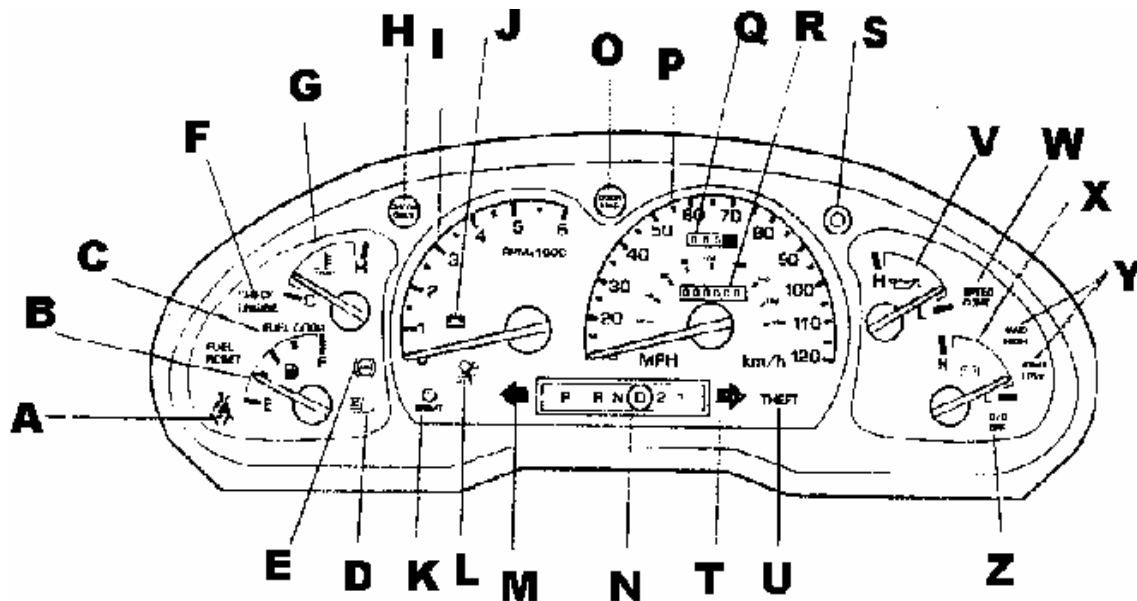 H I J O P Q R S
G V W
F X
C Y
B
A
5
4 6
3 RPMx1000
2
1
60 70
50 80
40 90
30 100
20 110
120
MPH km/h
000000
H
C
FUEL DOOR
FUEL RESET
F
E
P R N D 2 1
THEFT
H
L
O/D OFF
E D K L M N T U Z